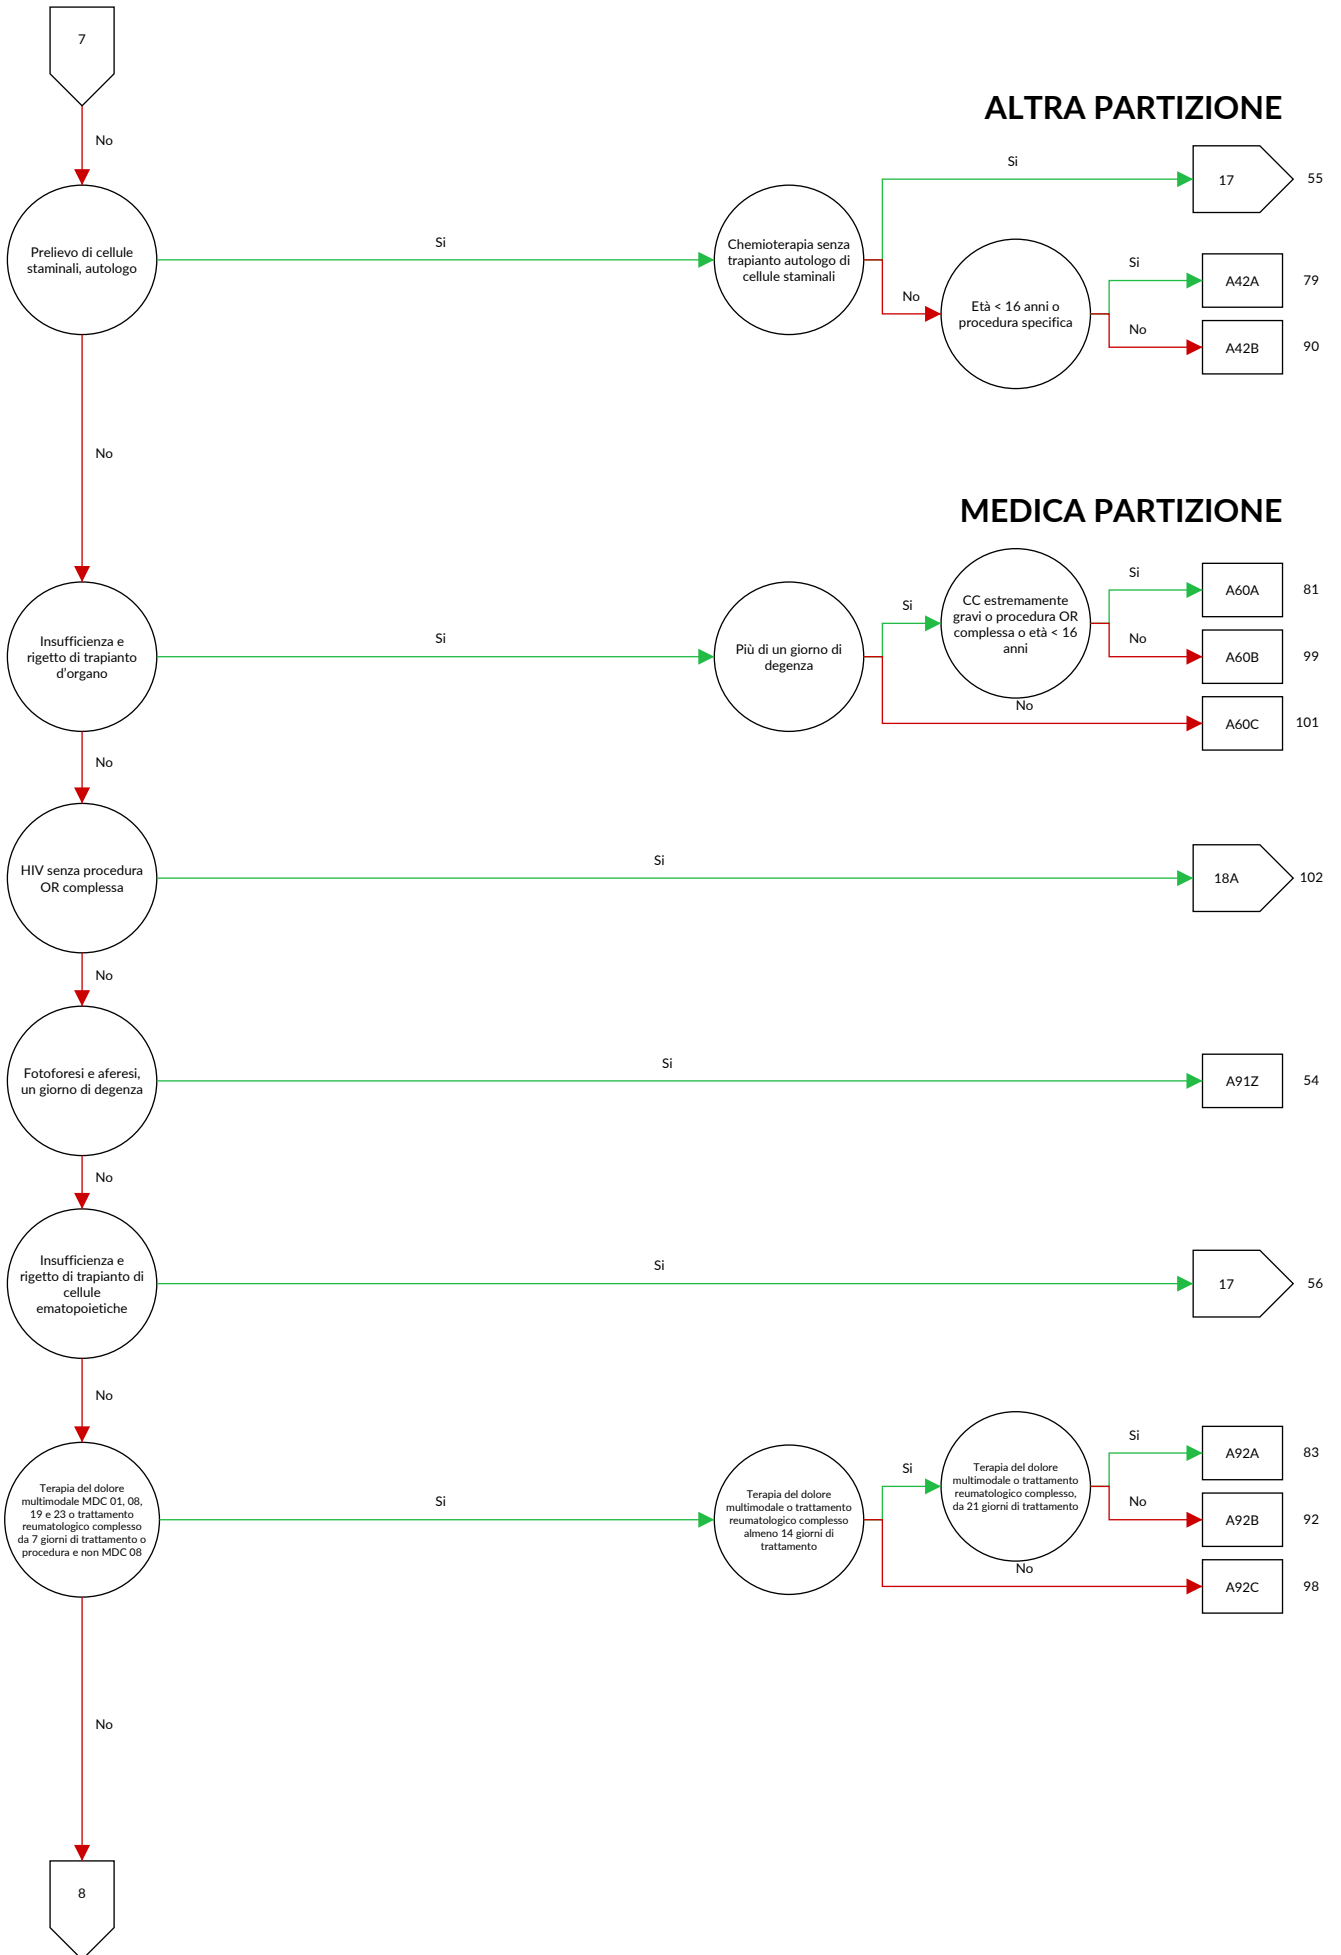 7
No
ALTRA PARTIZIONE
Si
17
55
Prelievo di cellule
staminali, autologo
Si
Chemioterapia senza
trapianto autologo di
cellule staminali
No
Età < 16 anni o
procedura specifica
Si
A42A
79
No
A42B
90
No
MEDICA PARTIZIONE
Insufficienza e
rigetto di trapianto
d'organo
Si
Più di un giorno di
degenza
Si
CC estremamente
gravi o procedura OR
complessa o età < 16
anni
Si
A60A
81
No
A60B
99
No
A60C
101
No
HIV senza procedura
OR complessa
Si
18A
102
No
Fotoforesi e aferesi,
un giorno di degenza
Si
A91Z
54
No
Insufficienza e
rigetto di trapianto di
cellule
ematopoietiche
Si
17
56
No
Terapia del dolore
multimodale MDC 01, 08,
19 e 23 o trattamento
reumatologico complesso
da 7 giorni di trattamento o
procedura e non MDC 08
Si
Terapia del dolore
multimodale o trattamento
reumatologico complesso
almeno 14 giorni di
trattamento
Si
Terapia del dolore
multimodale o trattamento
reumatologico complesso,
da 21 giorni di trattamento
Si
A92A
83
No
A92B
92
No
A92C
98
No
8